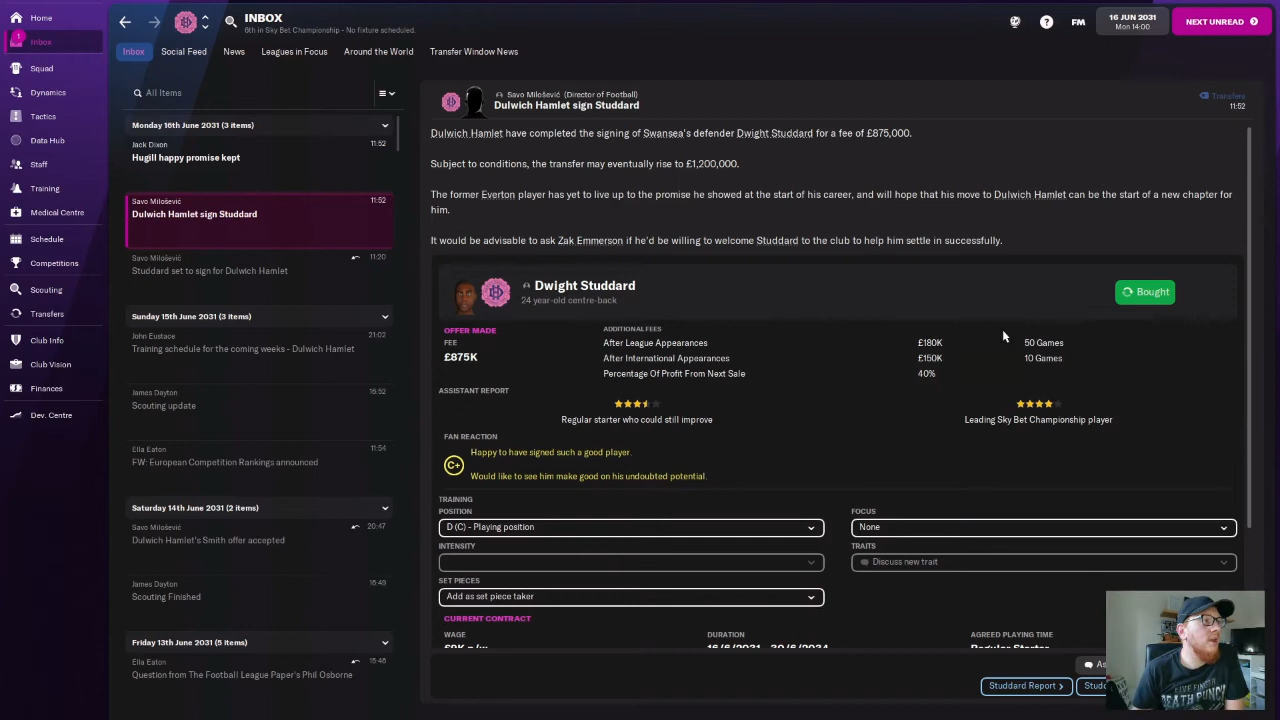 Home
1
Inbox
Squad
Dynamics
Tactics
Data Hub
Staff
Training
Medical Centre
Schedule
Competitions
Scouting
Transfers
Club Info
Club Vision
Finances
Dev. Centre
INBOX
6th in Sky Bet Championship - No fixture scheduled.
FM
16 JUN 2031
Mon 14:00
NEXT UNREAD
Inbox
Social Feed
News
Leagues in Focus
Around the World
Transfer Window News
All Items
Monday 16th June 2031 (3 items)
Jack Dixon 11:52
Hugill happy promise kept
Savo Milošević 11:52
Dulwich Hamlet sign Studdard
Savo Milošević 11:20
Studdard set to sign for Dulwich Hamlet
Sunday 15th June 2031 (3 items)
John Eustace 21:02
Training schedule for the coming weeks - Dulwich Hamlet
James Dayton 16:52
Scouting update
Ella Eaton 11:54
FW: European Competition Rankings announced
Saturday 14th June 2031 (2 items)
Savo Milošević 20:47
Dulwich Hamlet's Smith offer accepted
James Dayton 16:49
Scouting Finished
Friday 13th June 2031 (5 items)
Ella Eaton 15:46
Question from The Football League Paper's Phil Osborne
Savo Milošević (Director of Football)
Dulwich Hamlet sign Studdard
Transfers
11:52
Dulwich Hamlet have completed the signing of Swansea's defender Dwight Studdard for a fee of £875,000.
Subject to conditions, the transfer may eventually rise to £1,200,000.
The former Everton player has yet to live up to the promise he showed at the start of his career, and will hope that his move to Dulwich Hamlet can be the start of a new chapter for
him.
It would be advisable to ask Zak Emmerson if he'd be willing to welcome Studdard to the club to help him settle in successfully.
Dwight Studdard
24 year-old centre-back
Bought
OFFER MADE
FEE
£875K
ADDITIONAL FEES
After League Appearances £180K 50 Games
After International Appearances £150K 10 Games
Percentage Of Profit From Next Sale 40%
ASSISTANT REPORT
Regular starter who could still improve
Leading Sky Bet Championship player
FAN REACTION
C+
Happy to have signed such a good player.
Would like to see him make good on his undoubted potential.
TRAINING
POSITION
D (C) - Playing position
FOCUS
None
INTENSITY
TRAITS
Discuss new trait
SET PIECES
Add as set piece taker
CURRENT CONTRACT
WAGE
DURATION
16/6/2031 - 30/6/2034
AGREED PLAYING TIME
Regular Starter
Studdard Report
FIVE FINGER
DEATH PUNCH